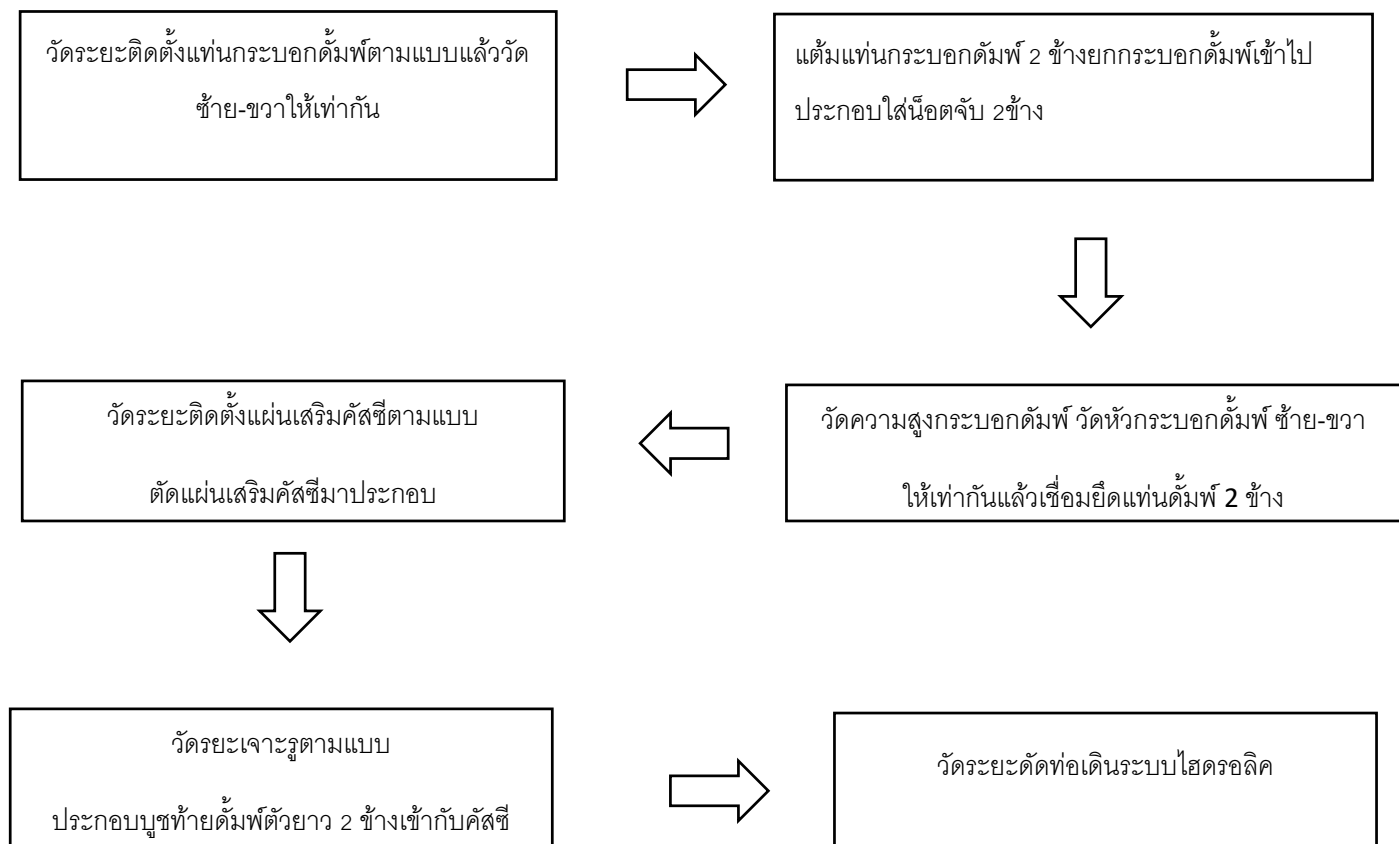 วัดระยะติดตั้งแท่นกระบอกดั้มพ์ตามแบบแล้ววัด
ซ้าย-ขวาให้เท่ากัน
แต้มแท่นกระบอกดัมพ์ 2 ข้างยกกระบอกดั้มพ์เข้าไป
ประกอบใส่น็อตจับ 2ข้าง
วัดความสูงกระบอกดัมพ์ วัดหัวกระบอกดั้มพ์ ซ้าย-ขวา
ให้เท่ากันแล้วเชื่อมยึดแท่นดั้มพ์ 2 ข้าง
วัดระยะติดตั้งแผ่นเสริมคัสซีตามแบบ
ตัดแผ่นเสริมคัสซีมาประกอบ
วัดรยะเจาะรูตามแบบ
ประกอบบูชท้ายดั้มพ์ตัวยาว 2 ข้างเข้ากับคัสซี
วัดระยะดัดท่อเดินระบบไฮดรอลิค